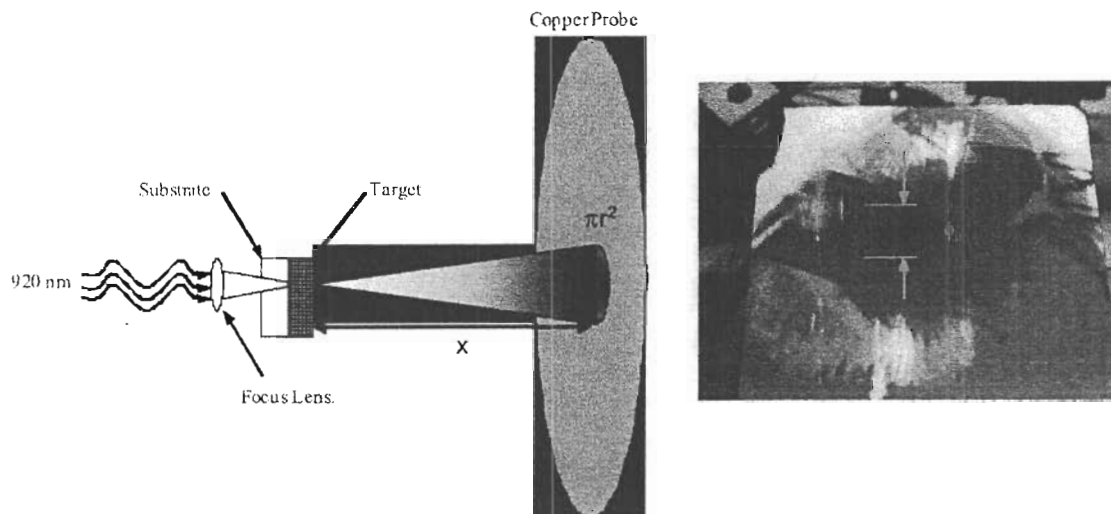 Copper Probe
Substrate
Target
πr²
920 nm
x
Focus Lens.